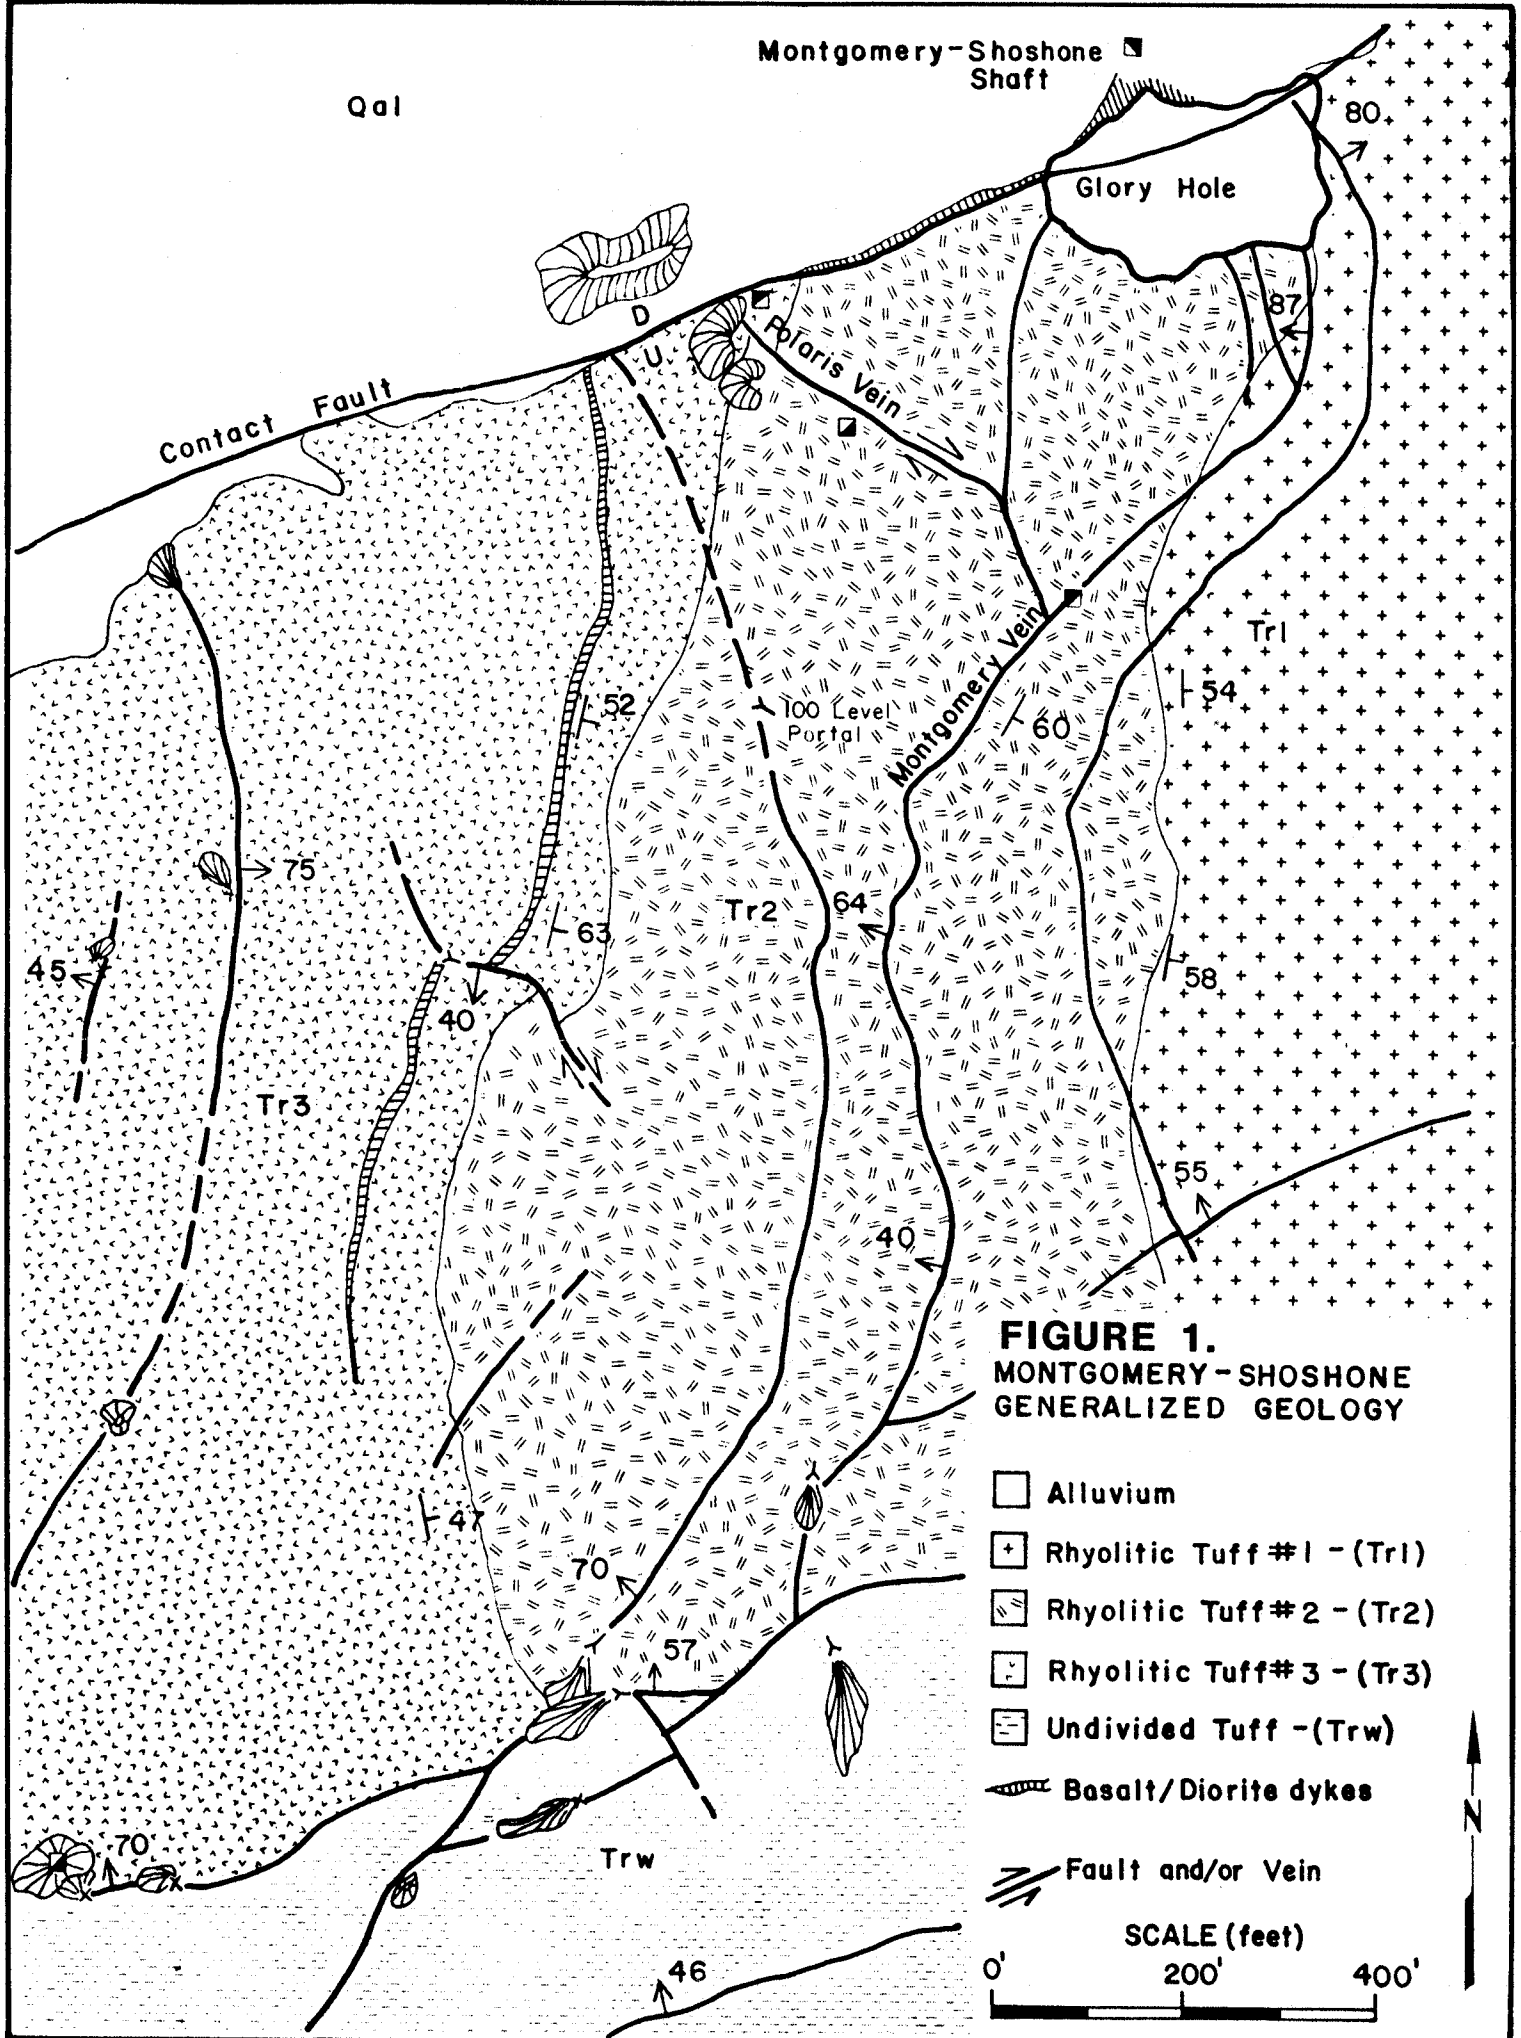 Montgomery-Shoshone
Shaft
Qal
80
Glory Hole
87
D
U
Polaris Vein
Contact Fault
Tr1
54
52
100 Level
Portal
60
Montgomery Vein
75
Tr2
64
63
45
58
40
Tr3
55
40
FIGURE 1.
MONTGOMERY-SHOSHONE
GENERALIZED GEOLOGY
47
Alluvium
Rhyolitic Tuff #1 - (Tr1)
70
Rhyolitic Tuff #2 - (Tr2)
57
Rhyolitic Tuff #3 - (Tr3)
Undivided Tuff - (Trw)
Basalt/Diorite dykes
N
70
Trw
Fault and/or Vein
SCALE (feet)
46
0' 200' 400'